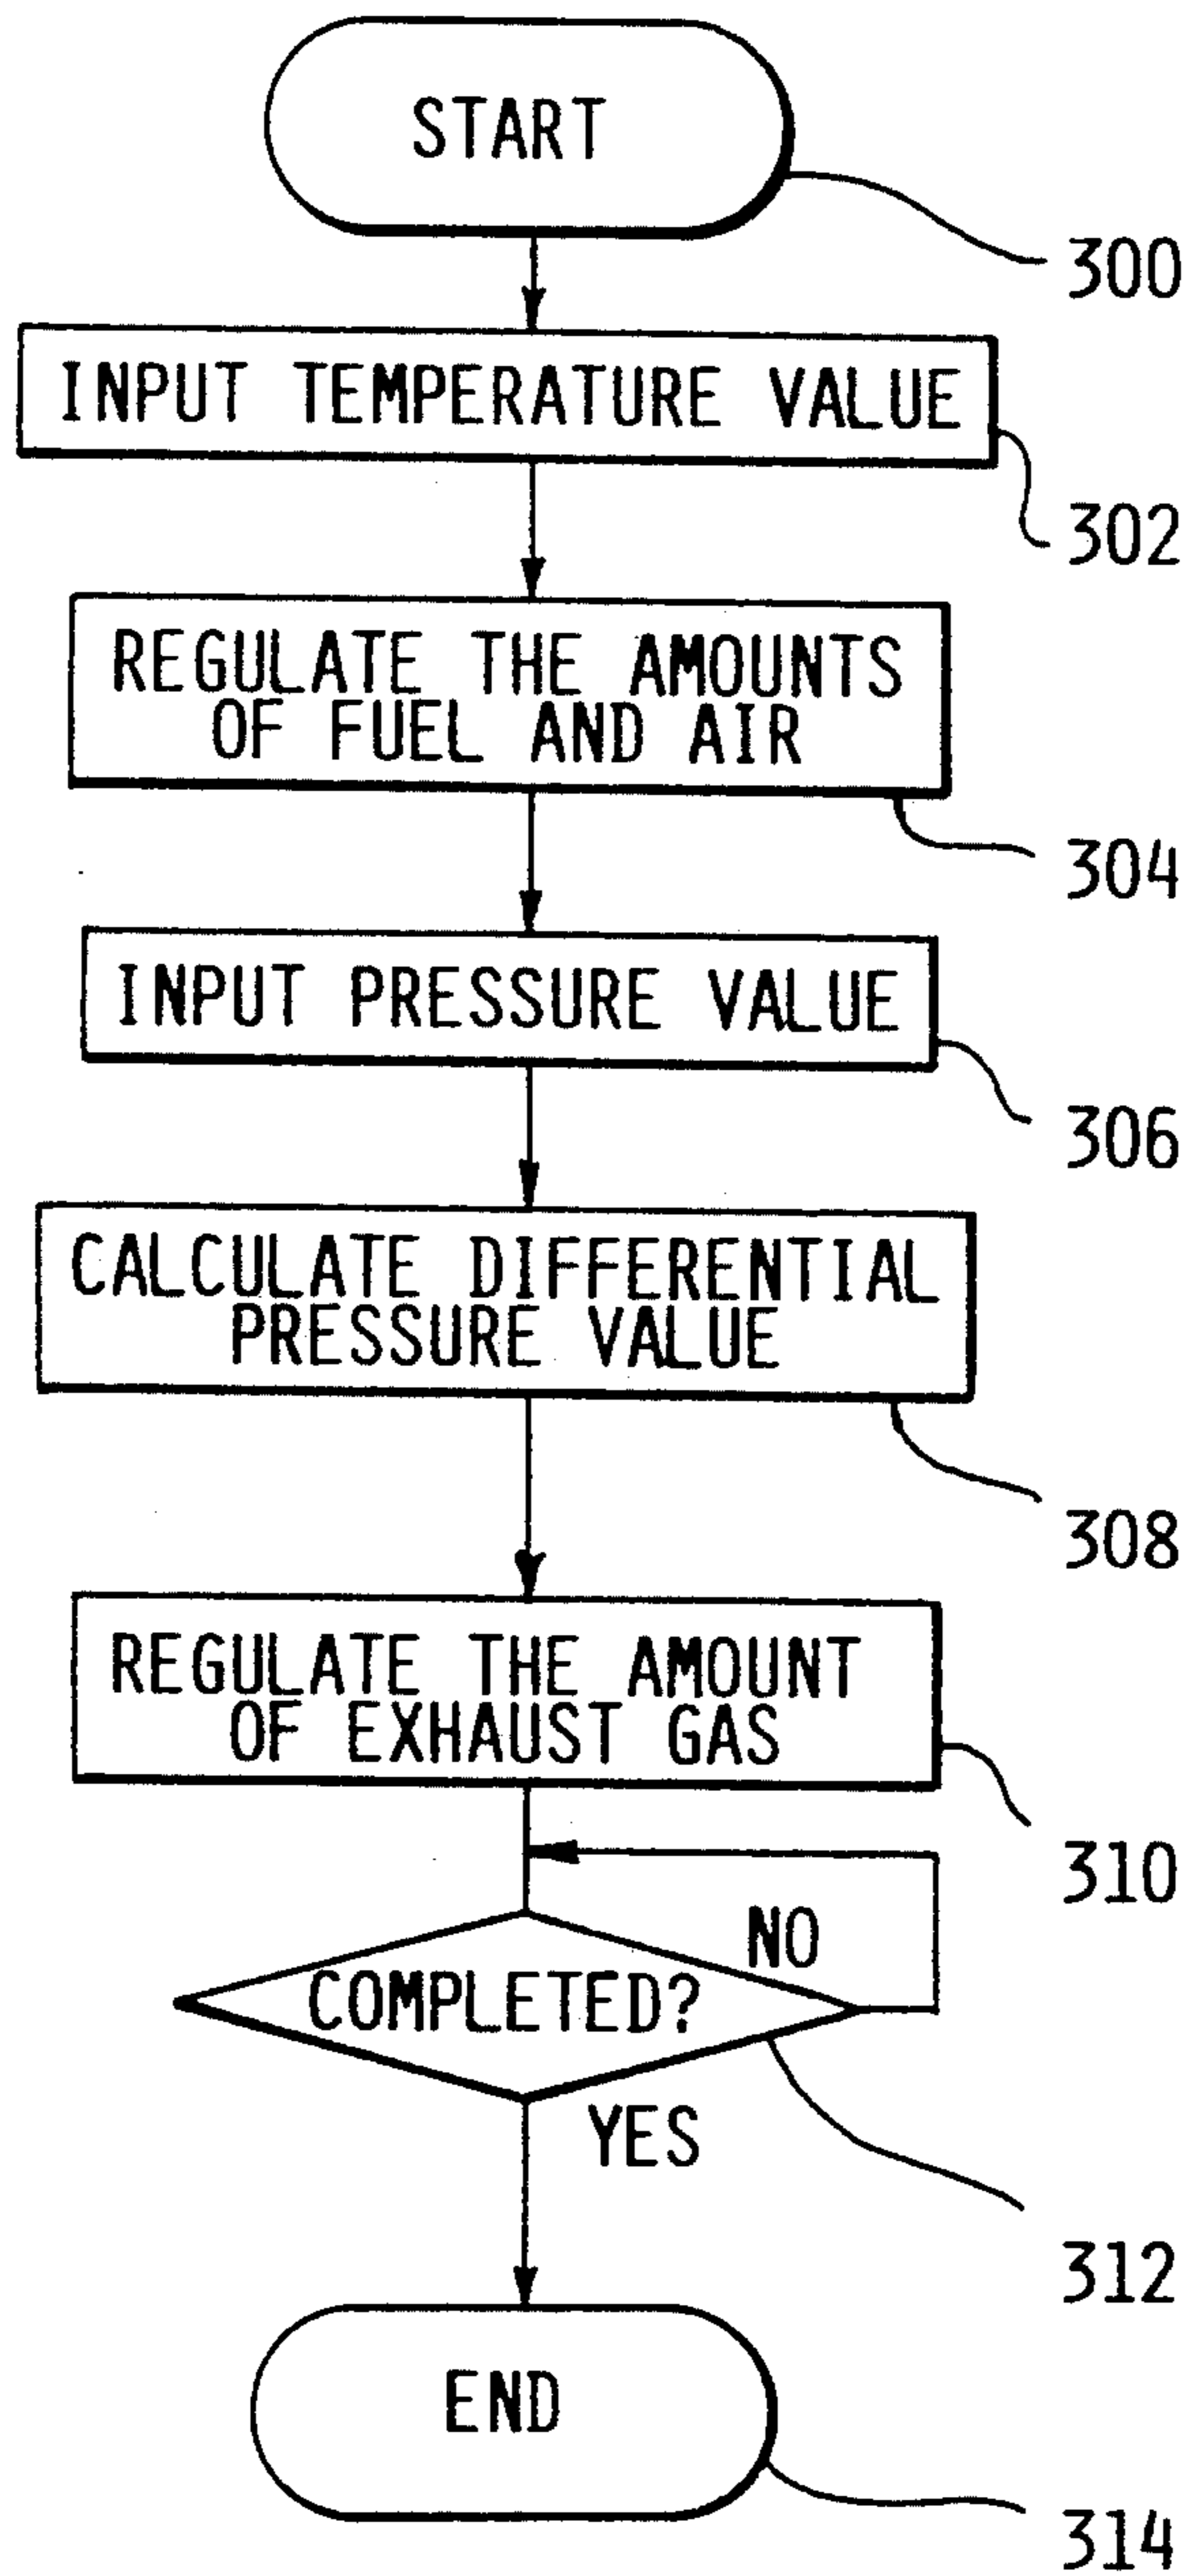 START
300
INPUT TEMPERATURE VALUE
302
REGULATE THE AMOUNTS
OF FUEL AND AIR
304
INPUT PRESSURE VALUE
306
CALCULATE DIFFERENTIAL
PRESSURE VALUE
308
REGULATE THE AMOUNT
OF EXHAUST GAS
310
NO
COMPLETED?
YES
312
END
314